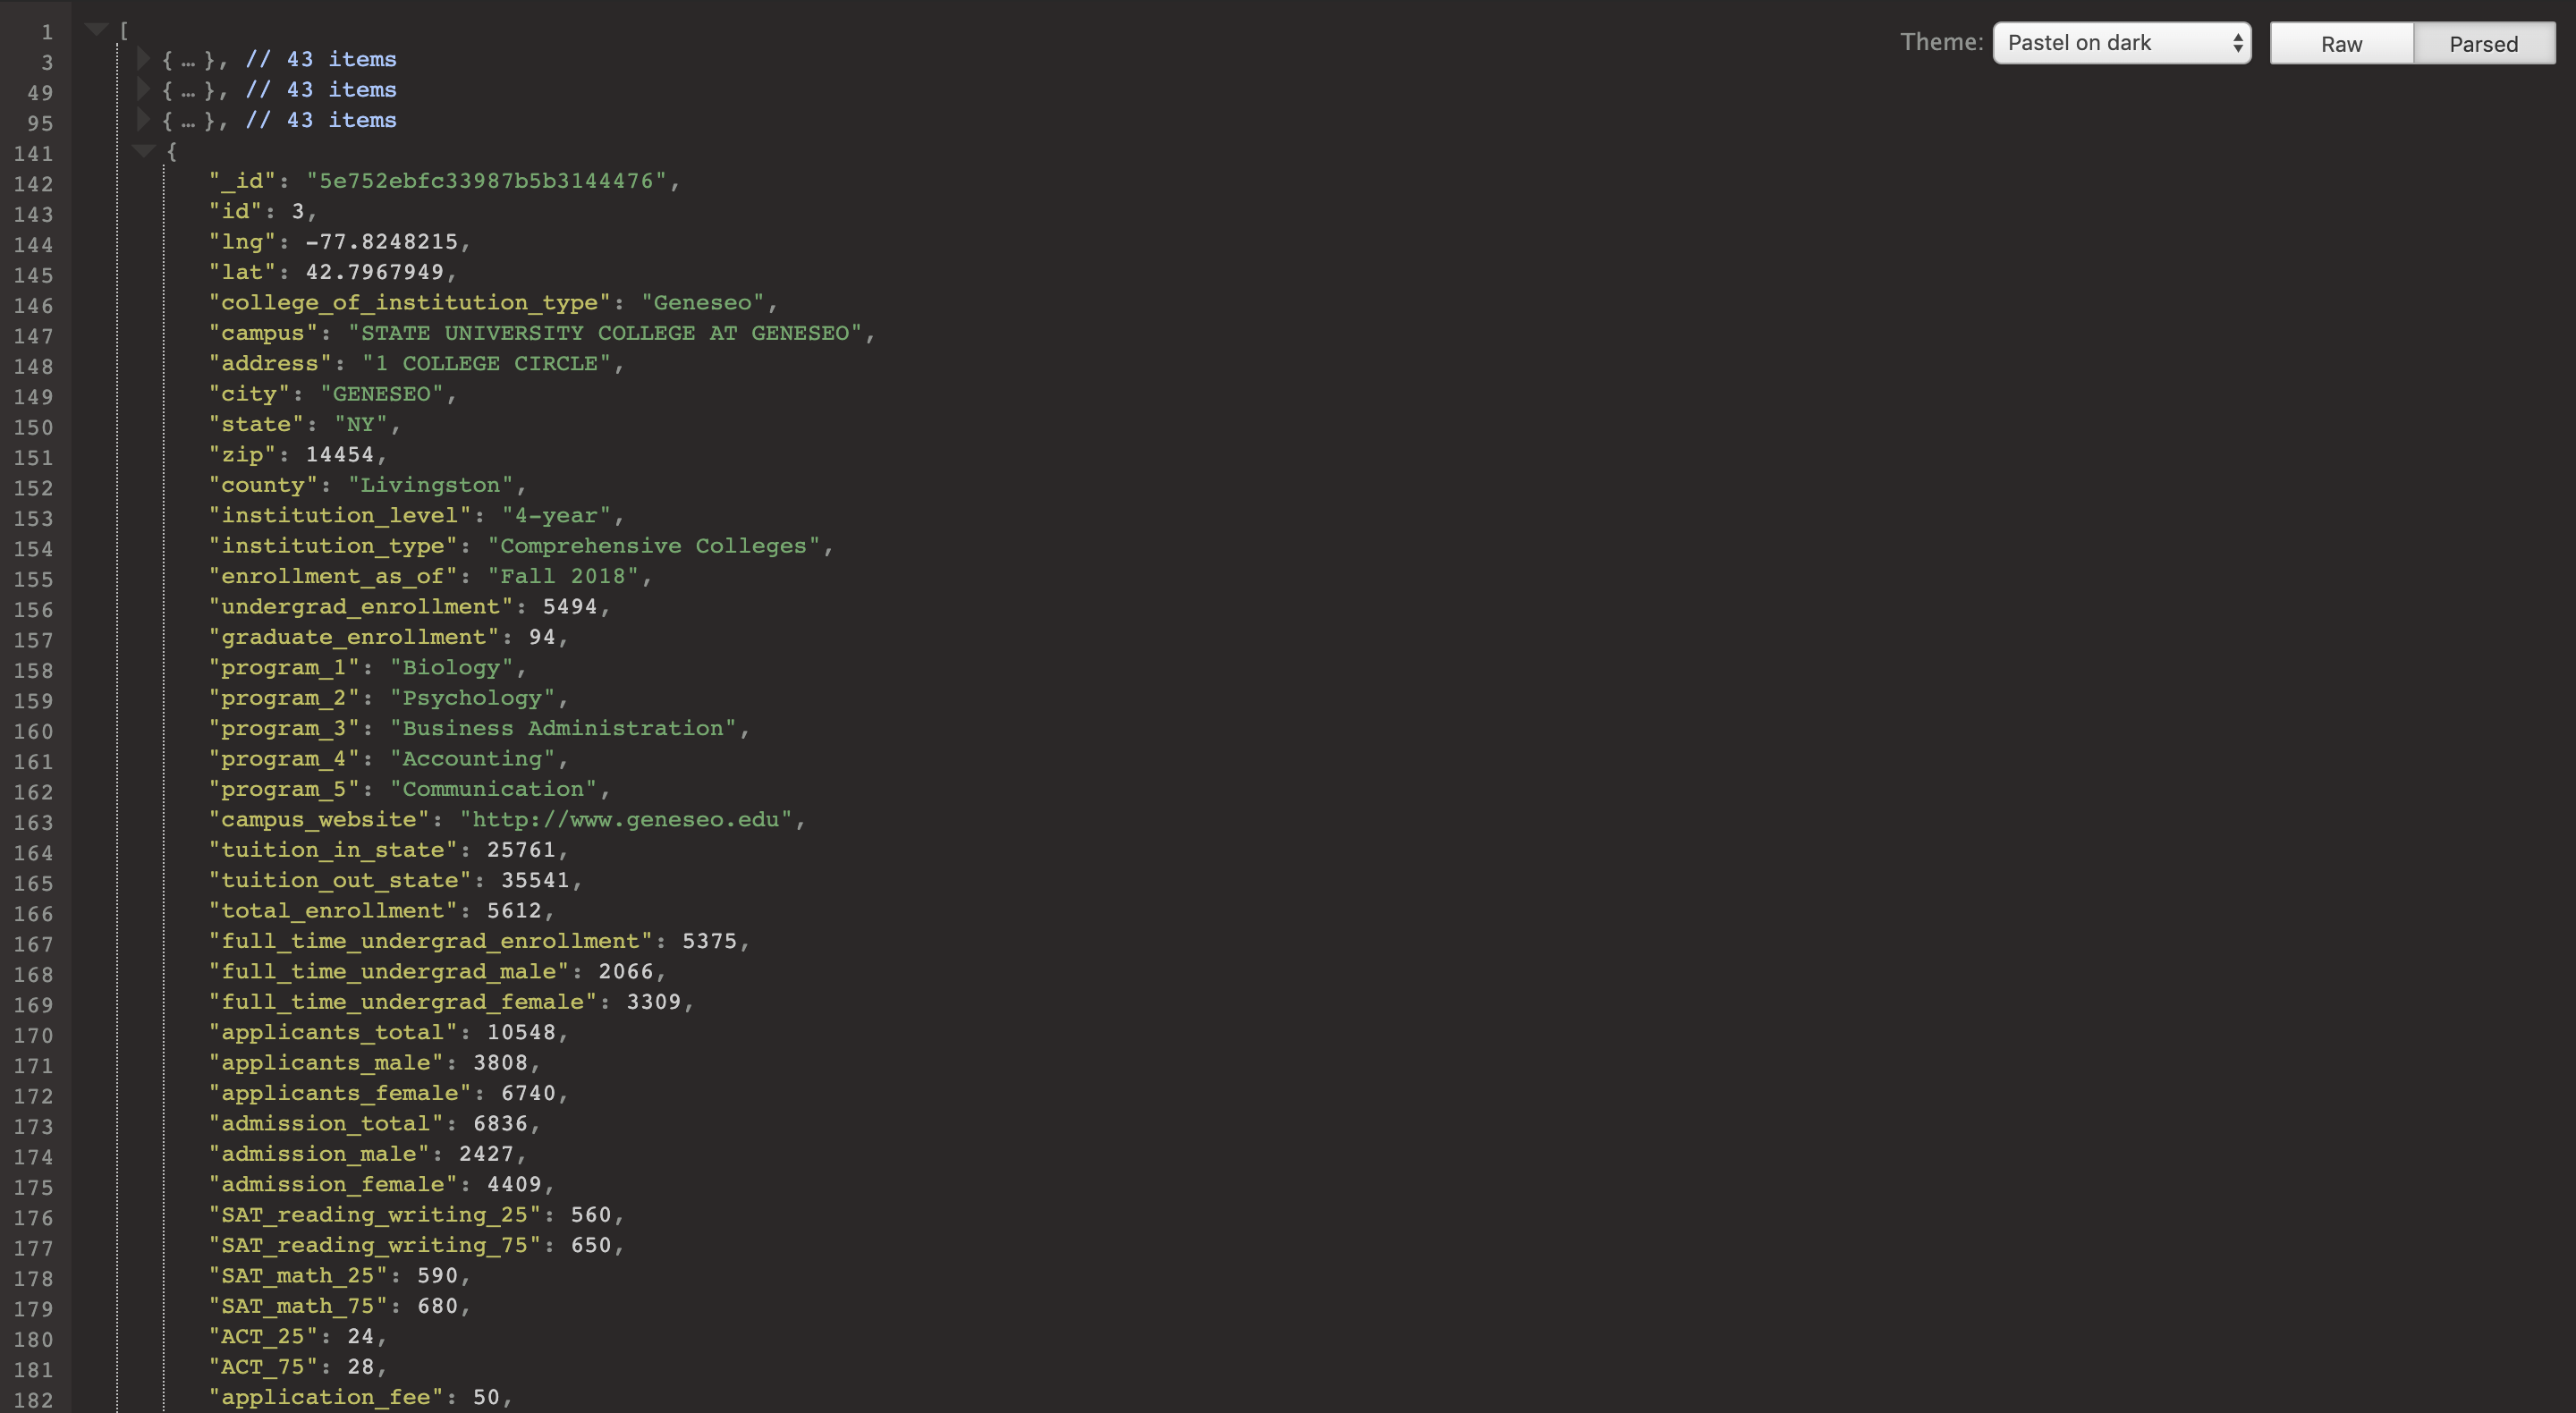 Theme: Pastel on dark Raw Parsed
1 [
3 { … }, // 43 items
49 { … }, // 43 items
95 { … }, // 43 items
141 {
142 "_id": "5e752ebfc33987b5b3144476",
143 "id": 3,
144 "lng": -77.8248215,
145 "lat": 42.7967949,
146 "college_of_institution_type": "Geneseo",
147 "campus": "STATE UNIVERSITY COLLEGE AT GENESEO",
148 "address": "1 COLLEGE CIRCLE",
149 "city": "GENESEO",
150 "state": "NY",
151 "zip": 14454,
152 "county": "Livingston",
153 "institution_level": "4-year",
154 "institution_type": "Comprehensive Colleges",
155 "enrollment_as_of": "Fall 2018",
156 "undergrad_enrollment": 5494,
157 "graduate_enrollment": 94,
158 "program_1": "Biology",
159 "program_2": "Psychology",
160 "program_3": "Business Administration",
161 "program_4": "Accounting",
162 "program_5": "Communication",
163 "campus_website": "http://www.geneseo.edu",
164 "tuition_in_state": 25761,
165 "tuition_out_state": 35541,
166 "total_enrollment": 5612,
167 "full_time_undergrad_enrollment": 5375,
168 "full_time_undergrad_male": 2066,
169 "full_time_undergrad_female": 3309,
170 "applicants_total": 10548,
171 "applicants_male": 3808,
172 "applicants_female": 6740,
173 "admission_total": 6836,
174 "admission_male": 2427,
175 "admission_female": 4409,
176 "SAT_reading_writing_25": 560,
177 "SAT_reading_writing_75": 650,
178 "SAT_math_25": 590,
179 "SAT_math_75": 680,
180 "ACT_25": 24,
181 "ACT_75": 28,
182 "application_fee": 50,